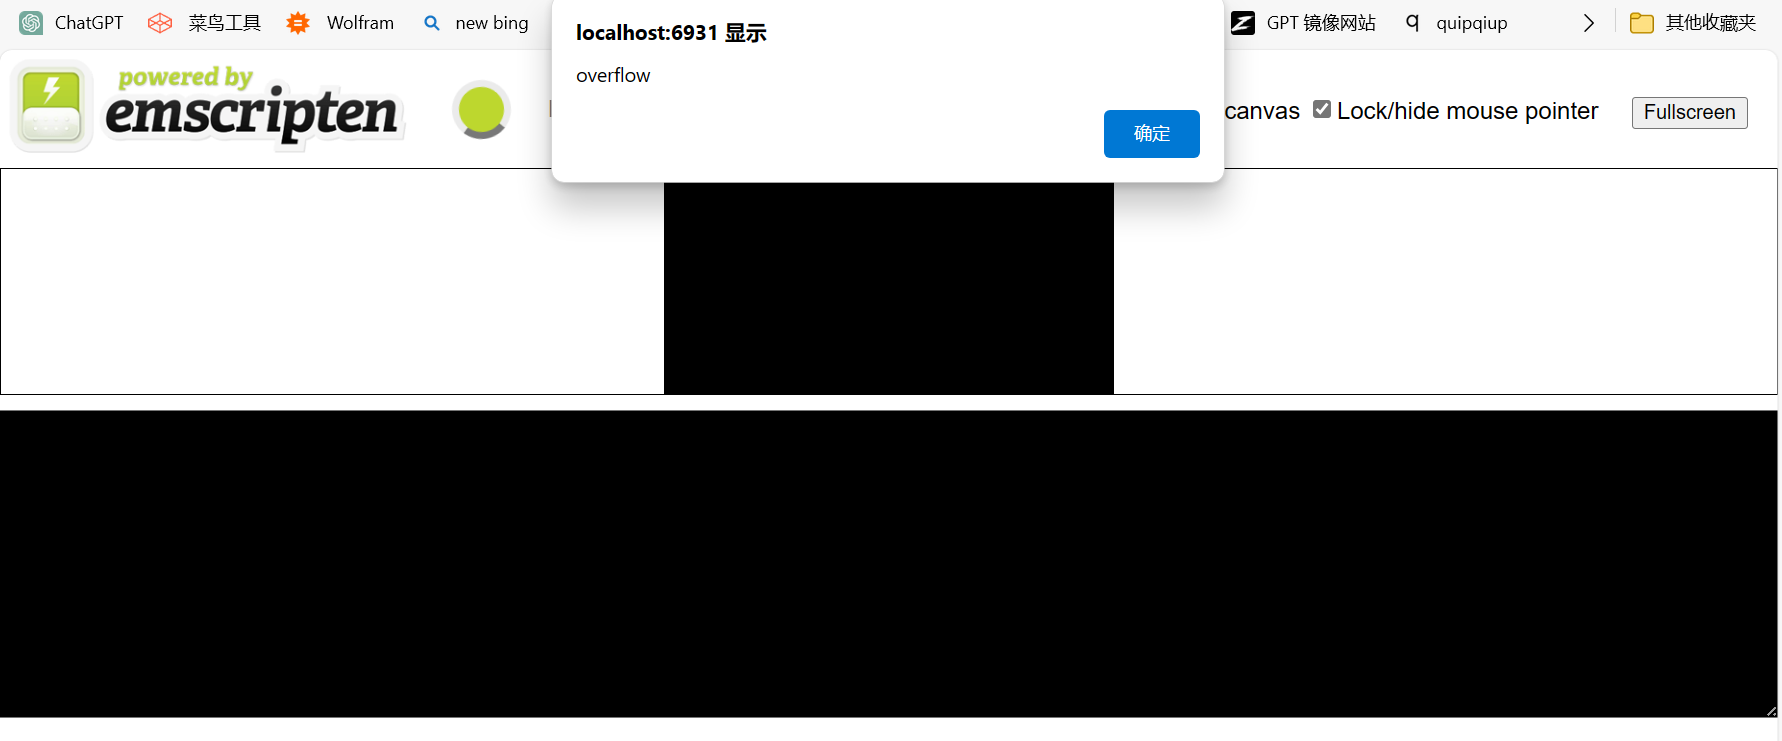 ChatGPT 菜鸟工具 Wolfram new bing GPT 镜像网站 quipqiup 其他收藏夹
localhost:6931 显示
overflow
确定
powered by
emscripten
canvas Lock/hide mouse pointer Fullscreen